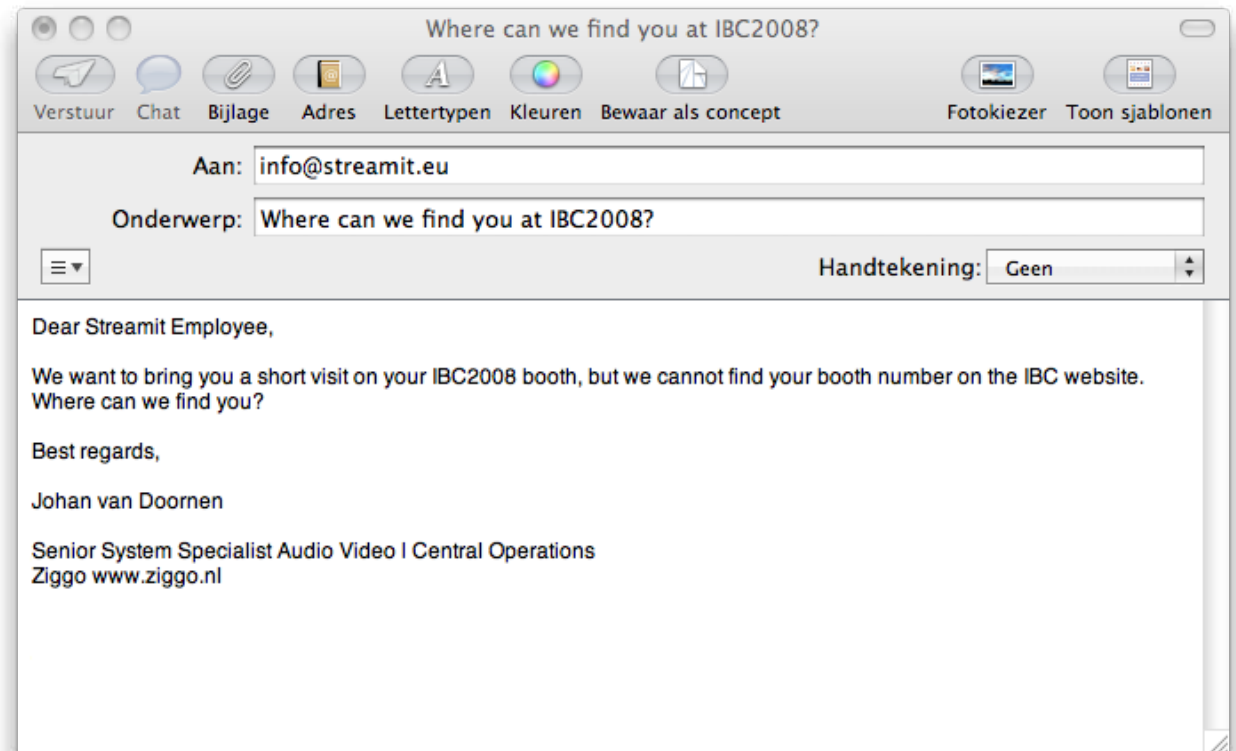 Where can we find you at IBC2008?
Verstuur Chat Bijlage Adres Lettertypen Kleuren Bewaar als concept Fotokiezer Toon sjablonen
Aan: info@streamit.eu
Onderwerp: Where can we find you at IBC2008?
Handtekening: Geen
Dear Streamit Employee,
We want to bring you a short visit on your IBC2008 booth, but we cannot find your booth number on the IBC website.
Where can we find you?
Best regards,
Johan van Doornen
Senior System Specialist Audio Video l Central Operations
Ziggo www.ziggo.nl